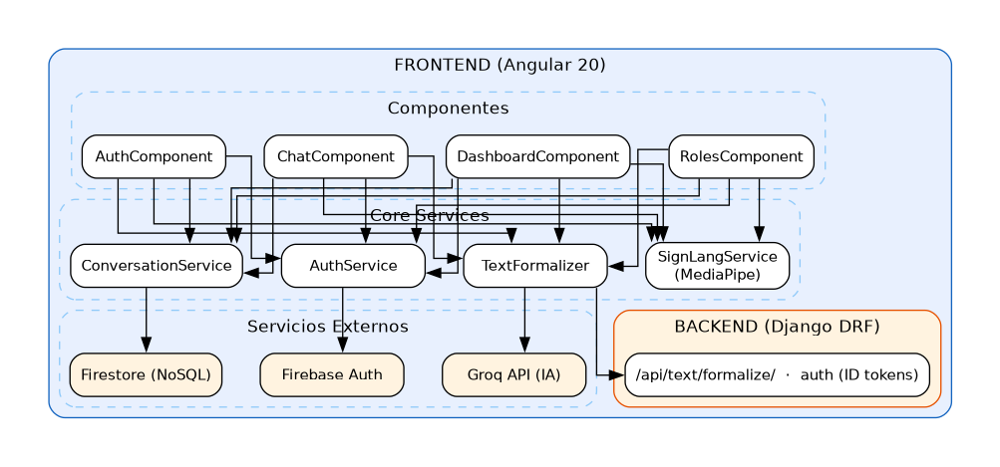 FRONTEND (Angular 20)
Componentes
AuthComponent
ChatComponent
DashboardComponent
RolesComponent
Core Services
ConversationService
AuthService
TextFormalizer
SignLangService
(MediaPipe)
Servicios Externos
BACKEND (Django DRF)
Firestore (NoSQL)
Firebase Auth
Groq API (IA)
/api/text/formalize/ · auth (ID tokens)